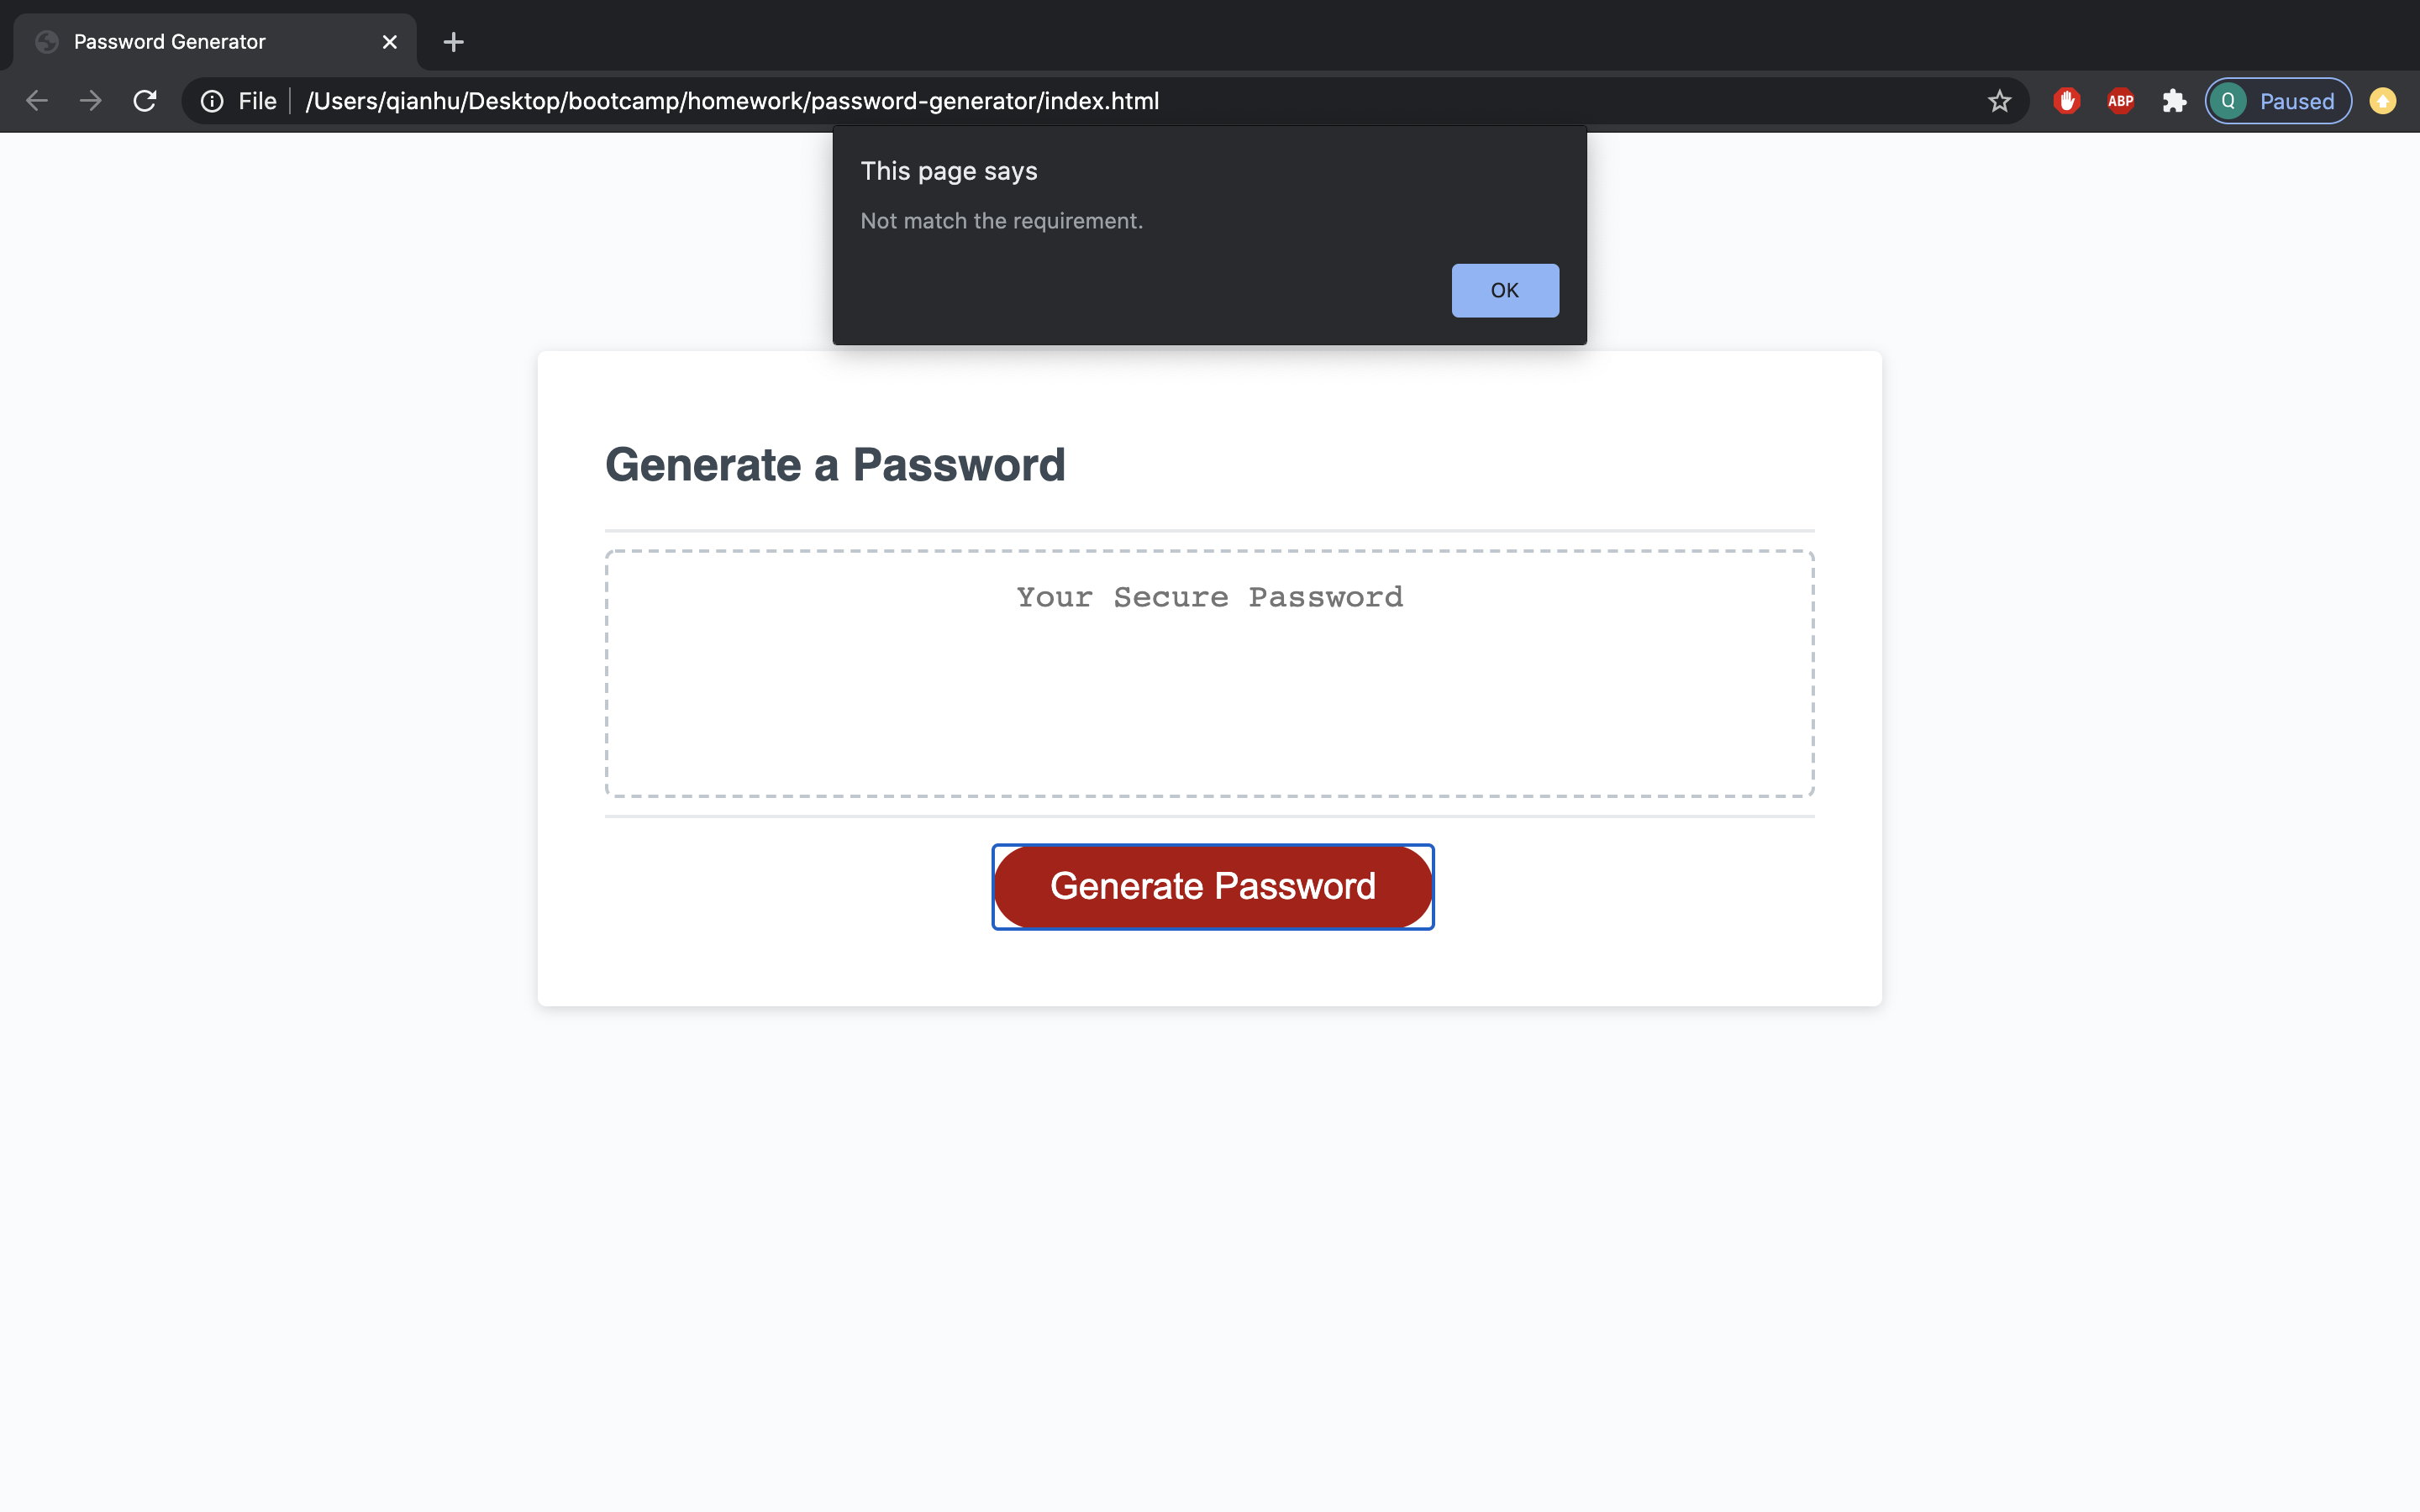 Password Generator
File
/Users/qianhu/Desktop/bootcamp/homework/password-generator/index.html
ABP
Q
Paused
This page says
Not match the requirement.
OK
Generate a Password
Your Secure Password
Generate Password